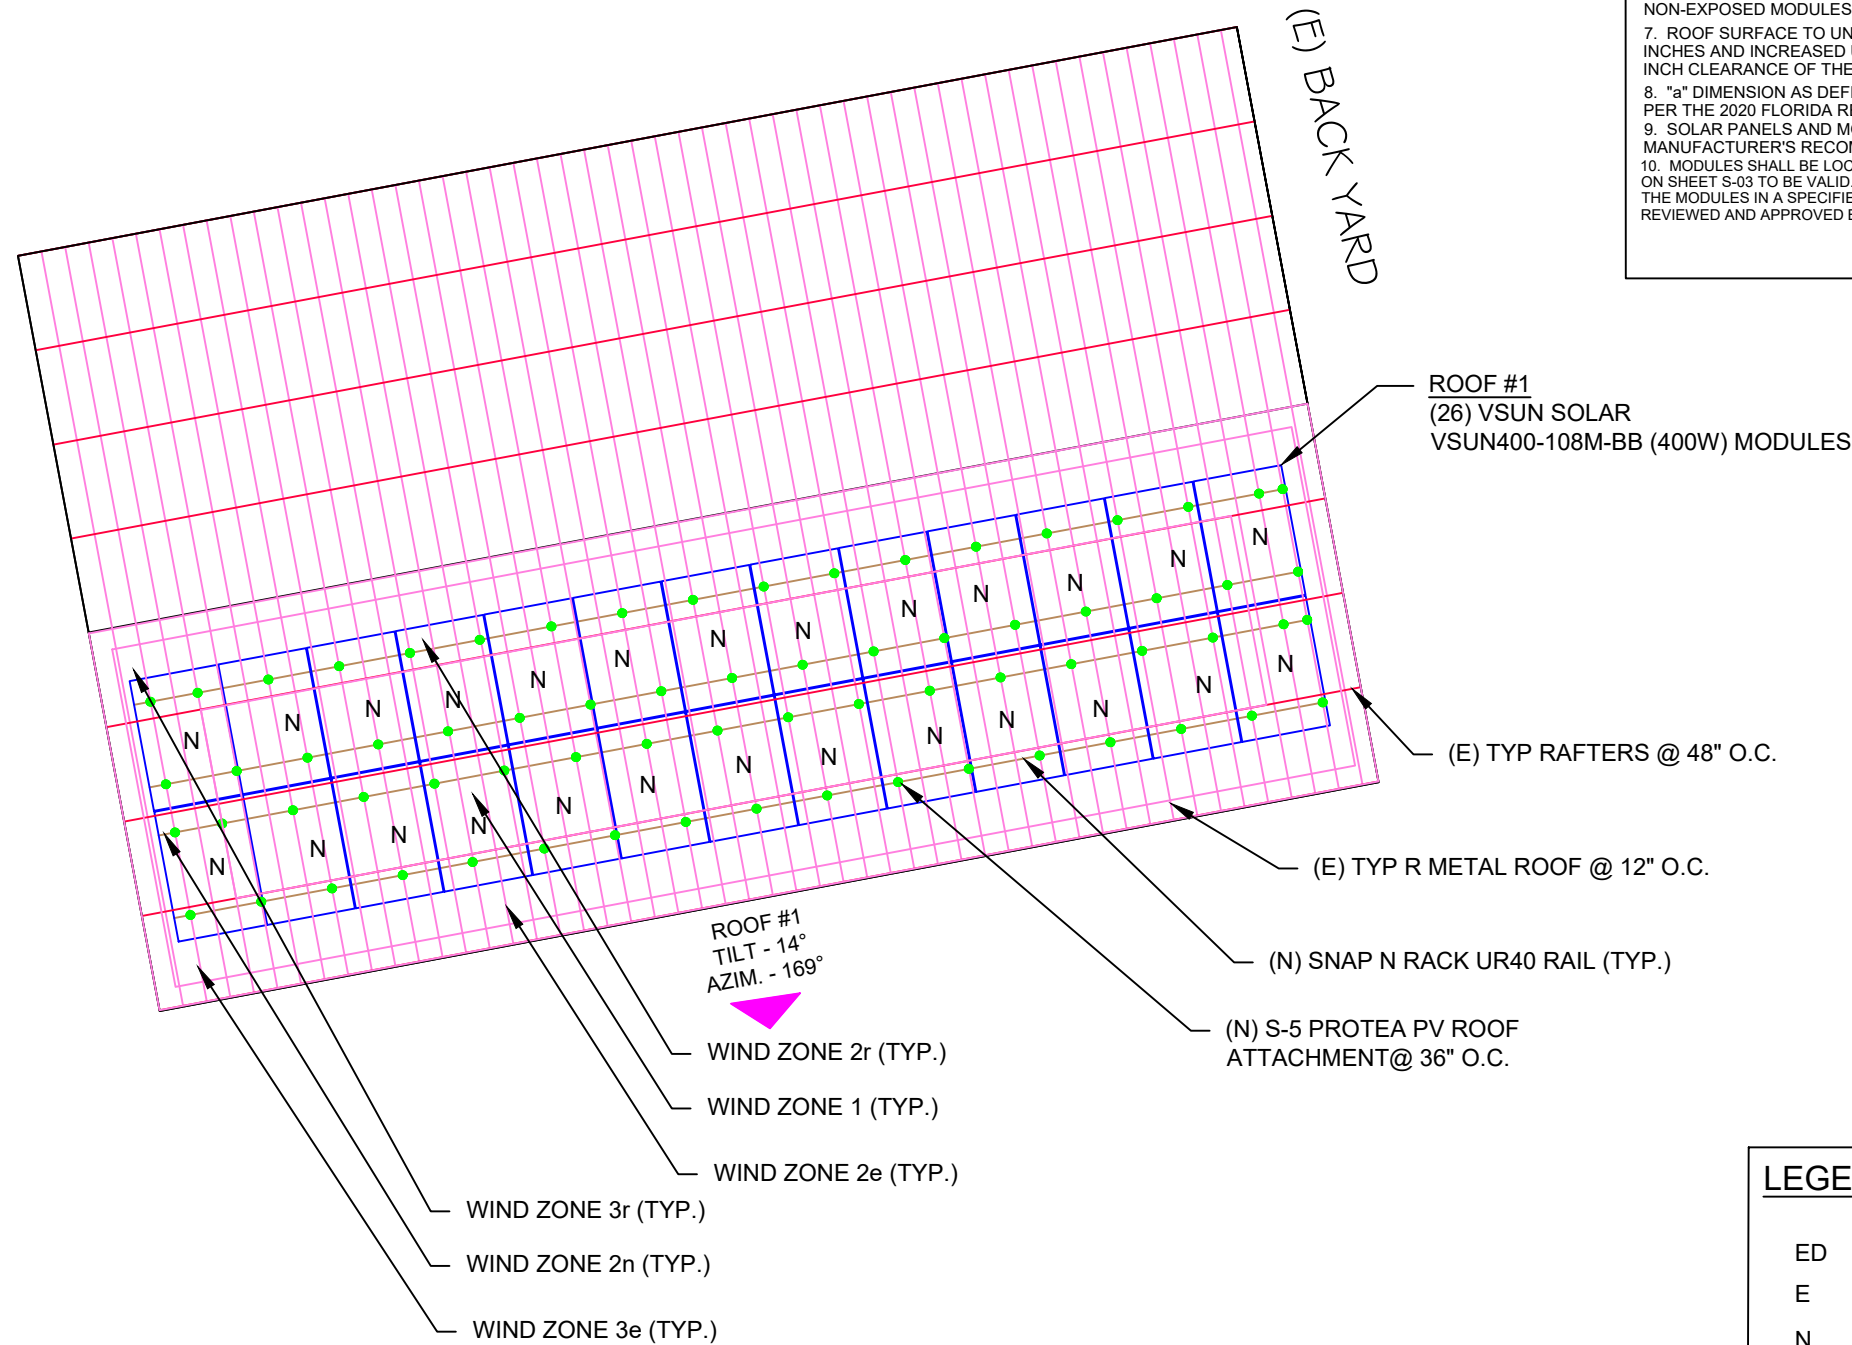 (E) BACK YARD
NON-EXPOSED MODULES
7. ROOF SURFACE TO UN
INCHES AND INCREASED
INCH CLEARANCE OF THE
8. "a" DIMENSION AS DEF
PER THE 2020 FLORIDA RE
9. SOLAR PANELS AND MO
MANUFACTURER'S RECOM
10. MODULES SHALL BE LOC
ON SHEET S-03 TO BE VALID.
THE MODULES IN A SPECIFIE
REVIEWED AND APPROVED B
ROOF #1
(26) VSUN SOLAR
VSUN400-108M-BB (400W) MODULES
N N N N N N N N N N N N N
N N N N N N N N N N N N N
(E) TYP RAFTERS @ 48" O.C.
(E) TYP R METAL ROOF @ 12" O.C.
(N) SNAP N RACK UR40 RAIL (TYP.)
(N) S-5 PROTEA PV ROOF
ATTACHMENT@ 36" O.C.
ROOF #1
TILT - 14°
AZIM. - 169°
WIND ZONE 2r (TYP.)
WIND ZONE 1 (TYP.)
WIND ZONE 2e (TYP.)
WIND ZONE 3r (TYP.)
WIND ZONE 2n (TYP.)
WIND ZONE 3e (TYP.)
LEGE
ED
E
N